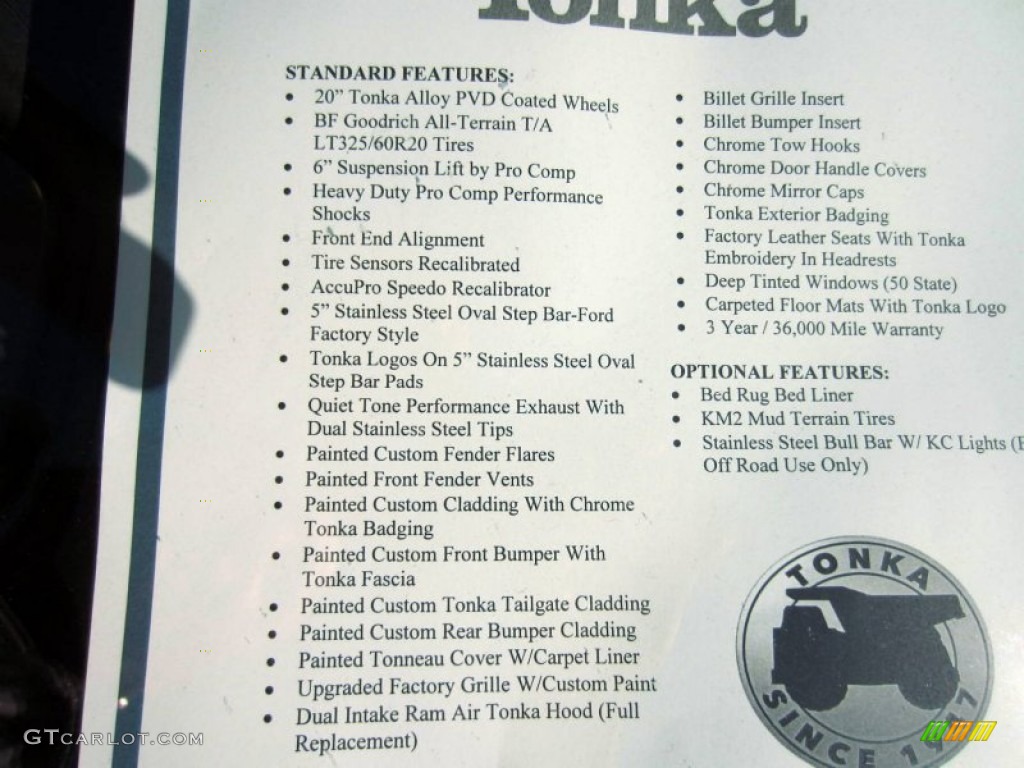 Tonka
STANDARD FEATURES:
• 20” Tonka Alloy PVD Coated Wheels
• BF Goodrich All-Terrain T/A
LT325/60R20 Tires
• 6” Suspension Lift by Pro Comp
• Heavy Duty Pro Comp Performance
Shocks
• Front End Alignment
• Tire Sensors Recalibrated
• AccuPro Speedo Recalibrator
• 5” Stainless Steel Oval Step Bar-Ford
Factory Style
• Tonka Logos On 5” Stainless Steel Oval
Step Bar Pads
• Quiet Tone Performance Exhaust With
Dual Stainless Steel Tips
• Painted Custom Fender Flares
• Painted Front Fender Vents
• Painted Custom Cladding With Chrome
Tonka Badging
• Painted Custom Front Bumper With
Tonka Fascia
• Painted Custom Tonka Tailgate Cladding
• Painted Custom Rear Bumper Cladding
• Painted Tonneau Cover W/Carpet Liner
• Upgraded Factory Grille W/Custom Paint
• Dual Intake Ram Air Tonka Hood (Full
Replacement)
• Billet Grille Insert
• Billet Bumper Insert
• Chrome Tow Hooks
• Chrome Door Handle Covers
• Chrome Mirror Caps
• Tonka Exterior Badging
• Factory Leather Seats With Tonka
Embroidery In Headrests
• Deep Tinted Windows (50 State)
• Carpeted Floor Mats With Tonka Logo
• 3 Year / 36,000 Mile Warranty
OPTIONAL FEATURES:
• Bed Rug Bed Liner
• KM2 Mud Terrain Tires
• Stainless Steel Bull Bar W/ KC Lights (
Off Road Use Only)
TONKA
SINCE
GTCARLOT.COM